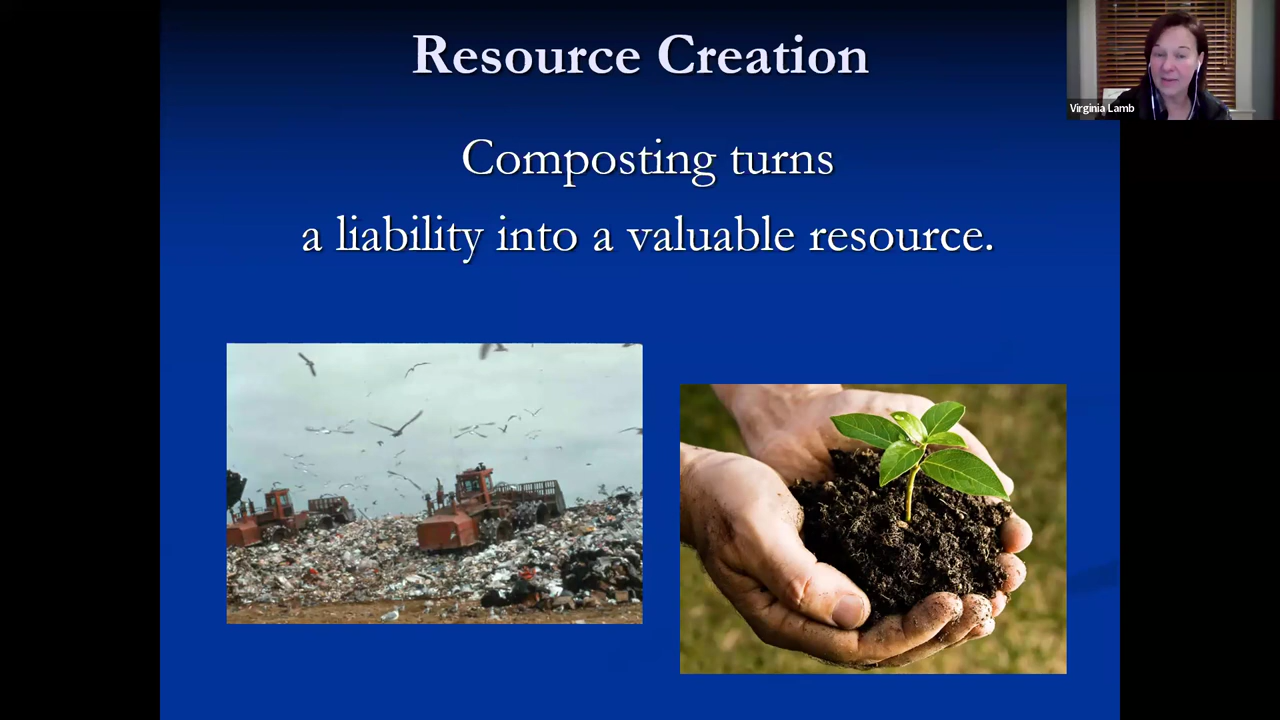 Resource Creation
Composting turns
a liability into a valuable resource.
Virginia Lamb